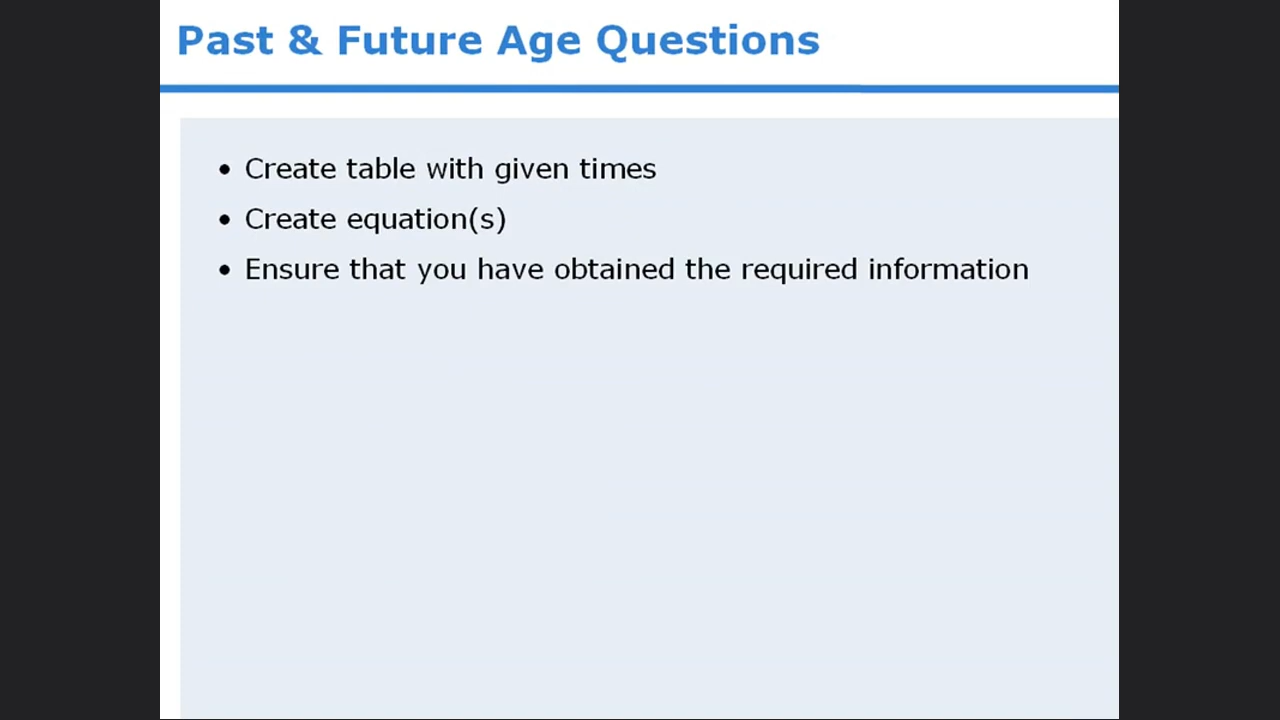 Past & Future Age Questions
• Create table with given times
• Create equation(s)
• Ensure that you have obtained the required information